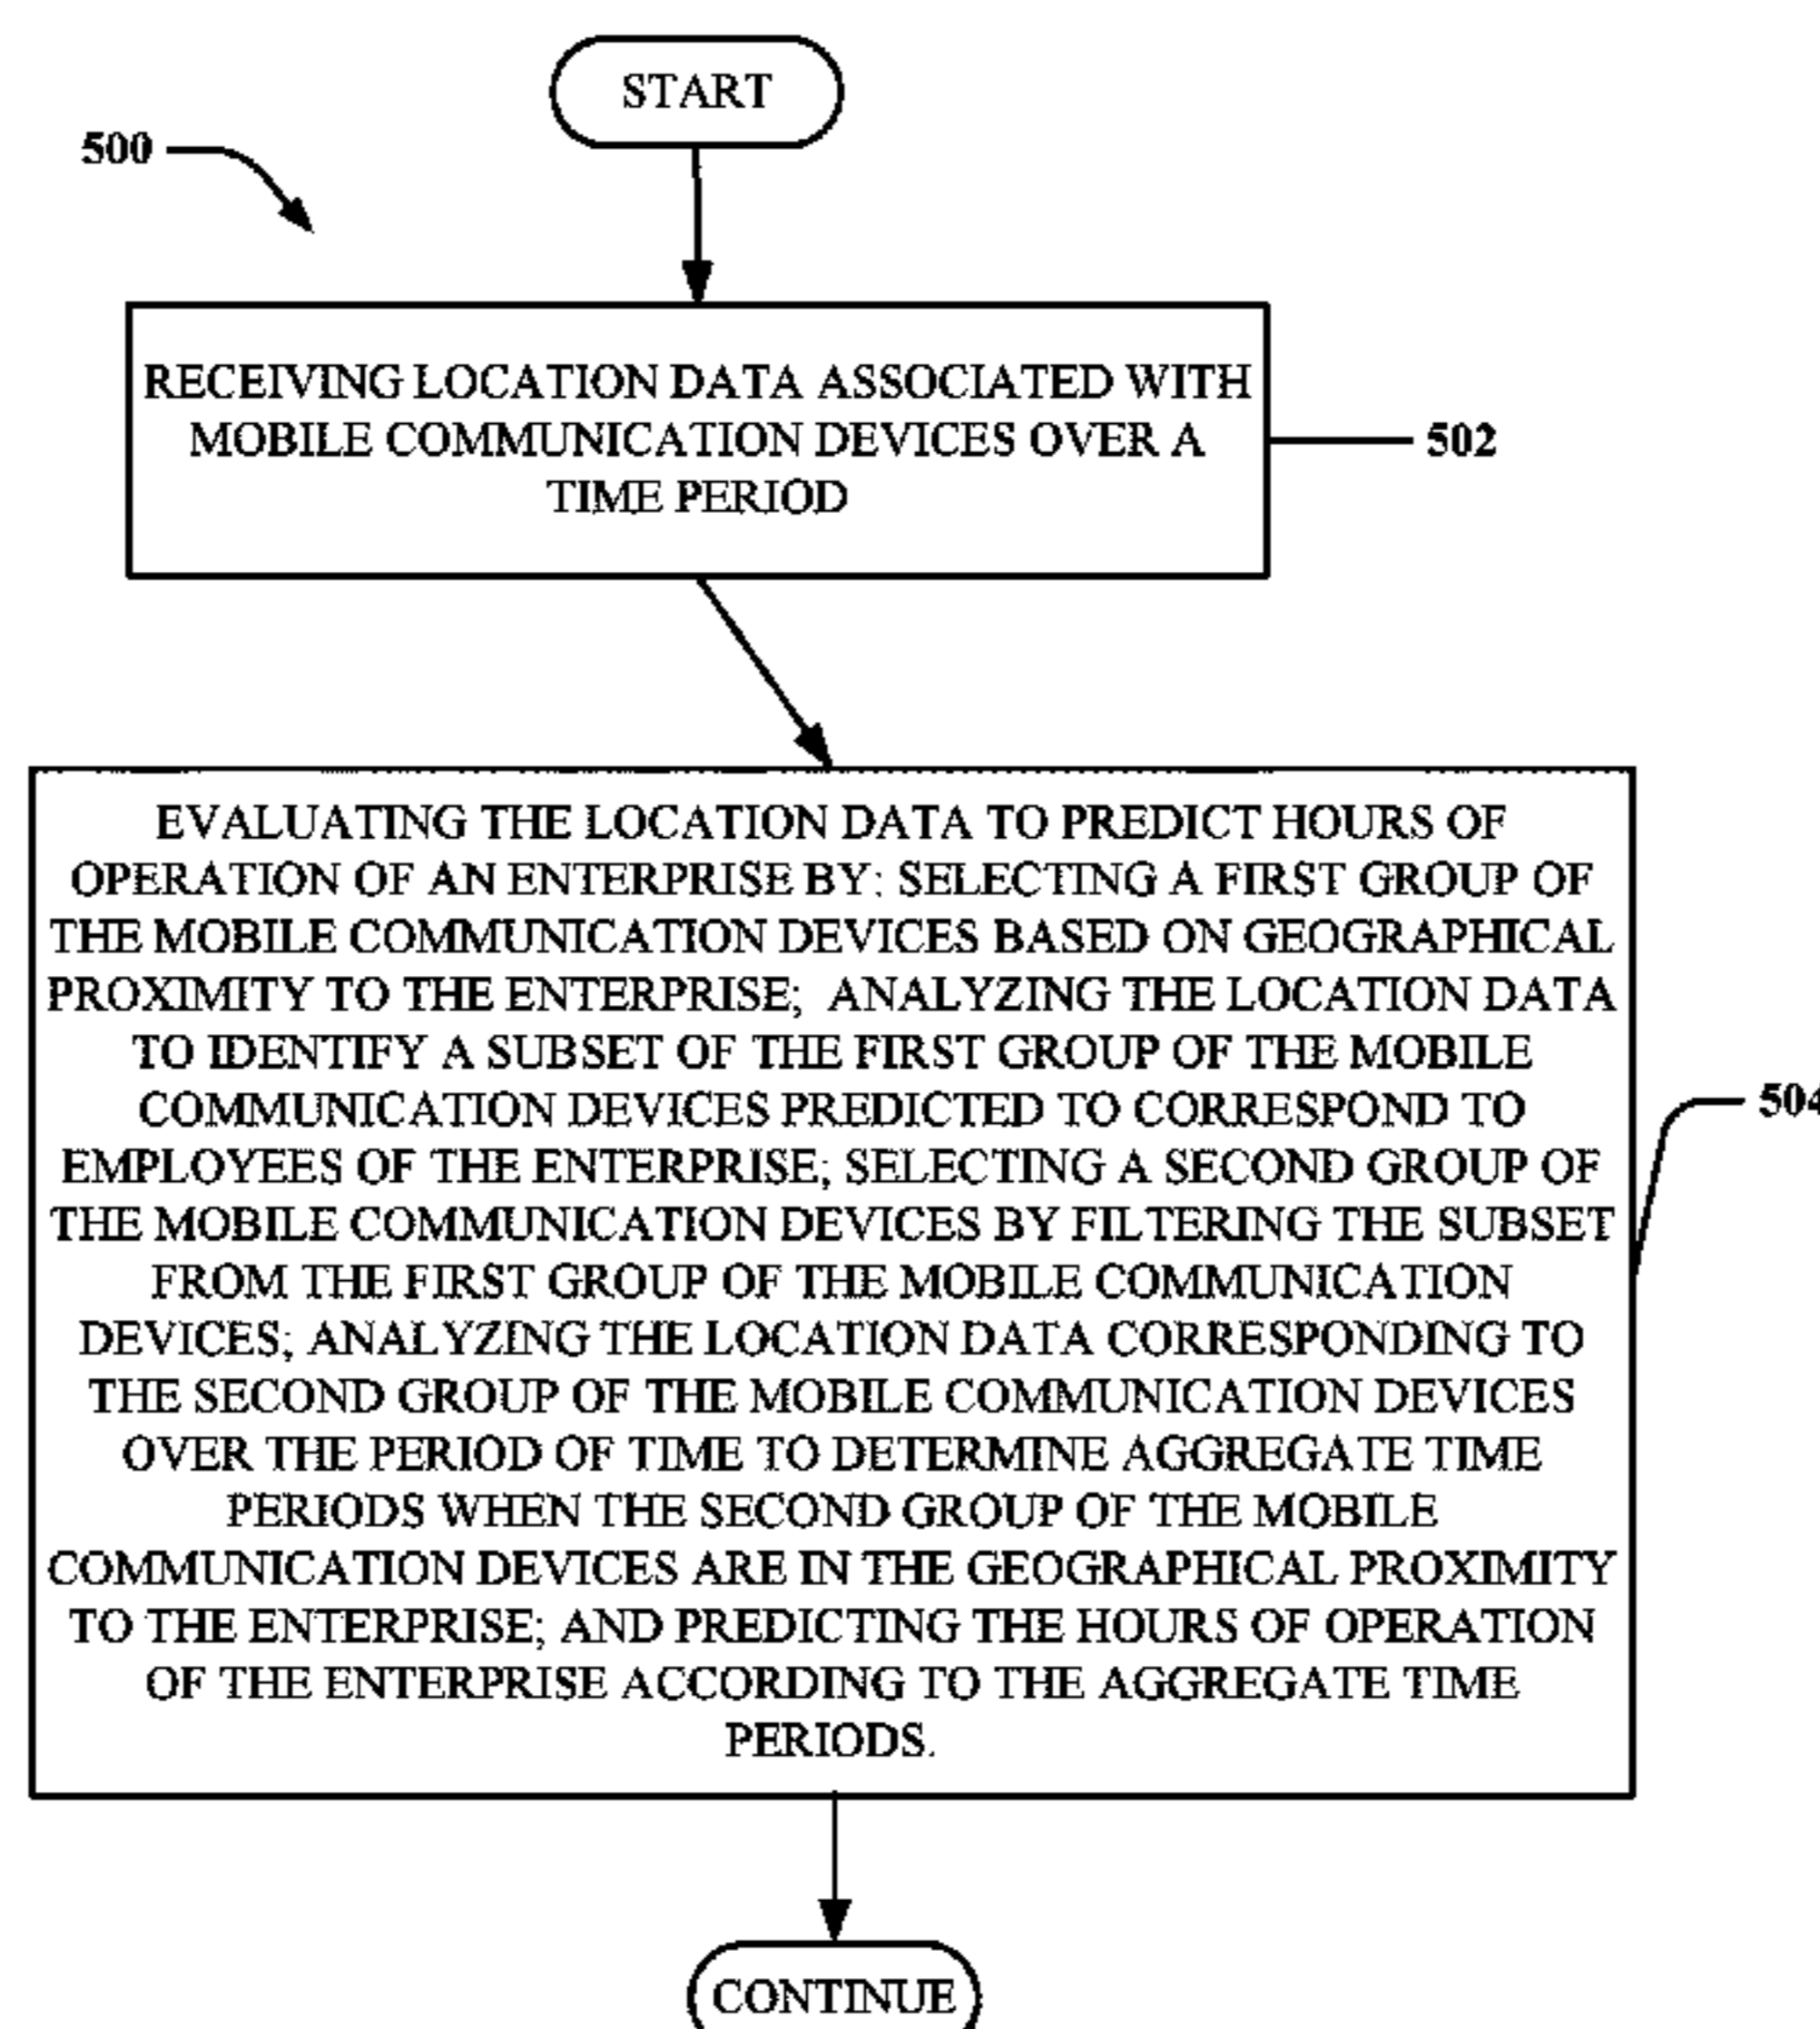 START
500
RECEIVING LOCATION DATA ASSOCIATED WITH
MOBILE COMMUNICATION DEVICES OVER A
TIME PERIOD
502
EVALUATING THE LOCATION DATA TO PREDICT HOURS OF
OPERATION OF AN ENTERPRISE BY: SELECTING A FIRST GROUP OF
THE MOBILE COMMUNICATION DEVICES BASED ON GEOGRAPHICAL
PROXIMITY TO THE ENTERPRISE; ANALYZING THE LOCATION DATA
TO IDENTIFY A SUBSET OF THE FIRST GROUP OF THE MOBILE
COMMUNICATION DEVICES PREDICTED TO CORRESPOND TO
EMPLOYEES OF THE ENTERPRISE; SELECTING A SECOND GROUP OF
THE MOBILE COMMUNICATION DEVICES BY FILTERING THE SUBSET
FROM THE FIRST GROUP OF THE MOBILE COMMUNICATION
DEVICES; ANALYZING THE LOCATION DATA CORRESPONDING TO
THE SECOND GROUP OF THE MOBILE COMMUNICATION DEVICES
OVER THE PERIOD OF TIME TO DETERMINE AGGREGATE TIME
PERIODS WHEN THE SECOND GROUP OF THE MOBILE
COMMUNICATION DEVICES ARE IN THE GEOGRAPHICAL PROXIMITY
TO THE ENTERPRISE; AND PREDICTING THE HOURS OF OPERATION
OF THE ENTERPRISE ACCORDING TO THE AGGREGATE TIME
PERIODS.
504
CONTINUE